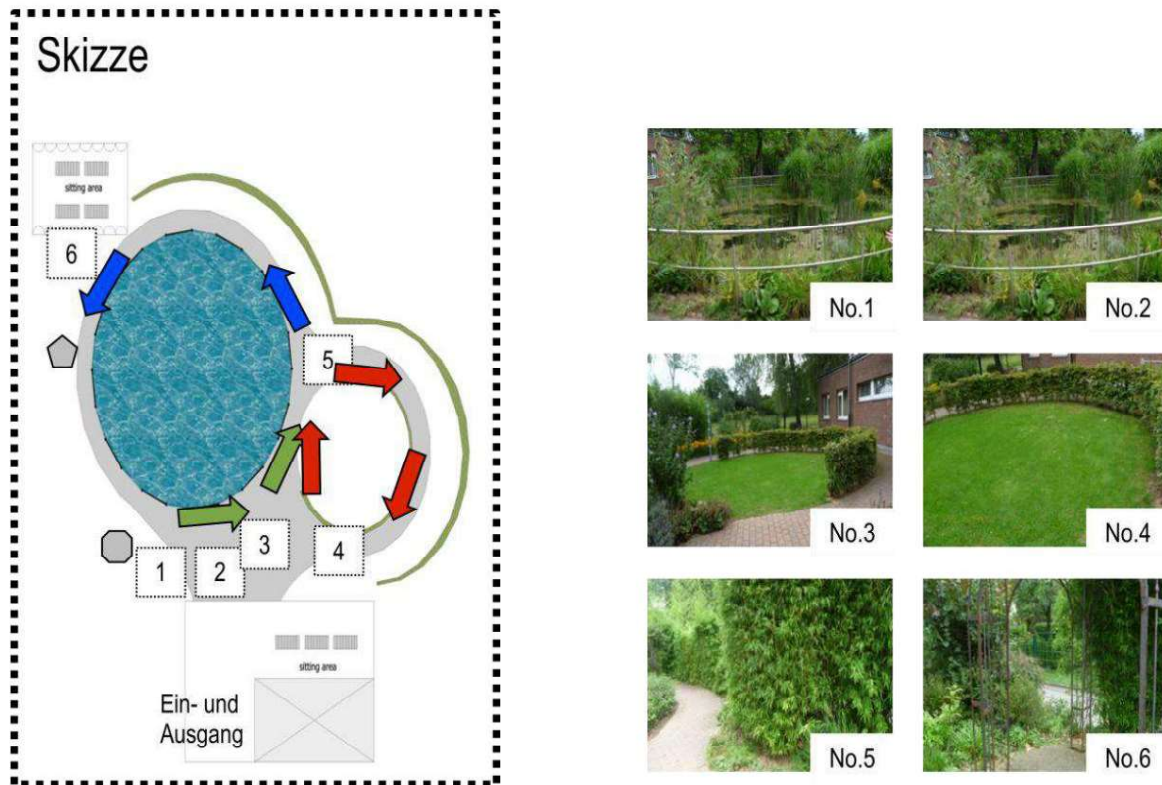 Skizze
sitting area
6
5
3
4
1
2
sitting area
Ein- und
Ausgang
No.1
No.2
No.3
No.4
No.5
No.6